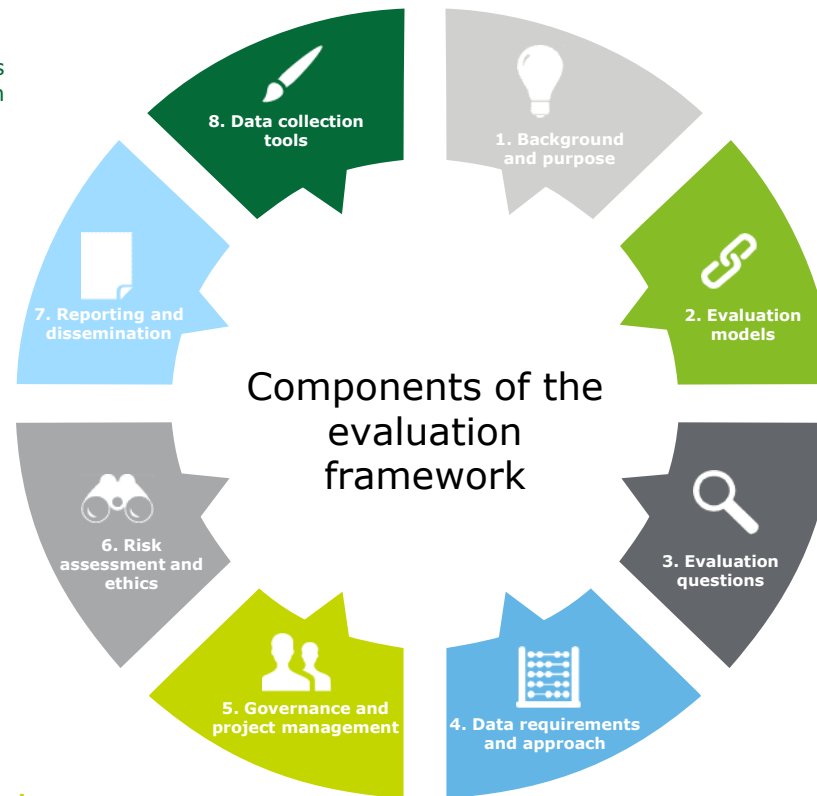 s
n
8. Data collection
tools
1. Background
and purpose
7. Reporting and
dissemination
2. Evaluation
models
Components of the
evaluation
framework
6. Risk
assessment and
ethics
3. Evaluation
questions
5. Governance and
project management
4. Data requirements
and approach